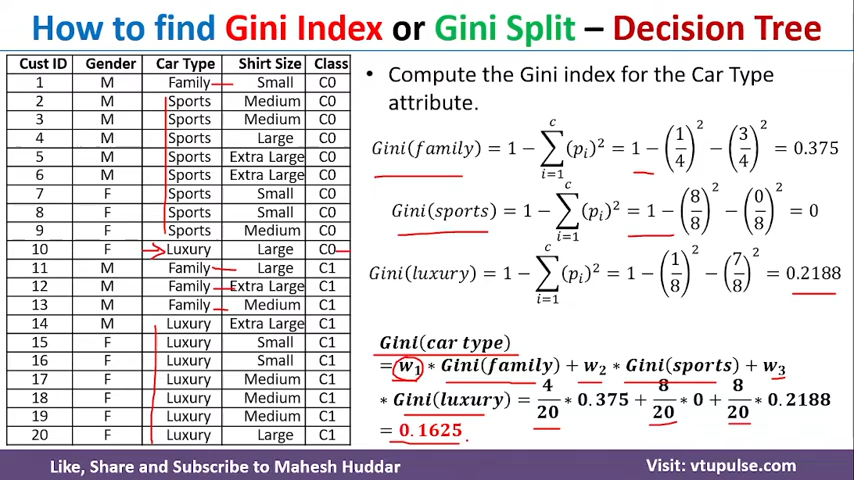 How to find Gini Index or Gini Split – Decision Tree
Cust ID Gender Car Type Shirt Size Class
1 M Family Small C0
2 M Sports Medium C0
3 M Sports Medium C0
4 M Sports Large C0
5 M Sports Extra Large C0
6 M Sports Extra Large C0
7 F Sports Small C0
8 F Sports Small C0
9 F Sports Medium C0
10 F Luxury Large C0
11 M Family Large C1
12 M Family Extra Large C1
13 M Family Medium C1
14 M Luxury Extra Large C1
15 F Luxury Small C1
16 F Luxury Small C1
17 F Luxury Medium C1
18 F Luxury Medium C1
19 F Luxury Medium C1
20 F Luxury Large C1
• Compute the Gini index for the Car Type
attribute.
Gini(family) = 1 − ∑_{i=1}^{c} (p_i)² = 1 − (1/4)² − (3/4)² = 0.375
Gini(sports) = 1 − ∑_{i=1}^{c} (p_i)² = 1 − (8/8)² − (0/8)² = 0
Gini(luxury) = 1 − ∑_{i=1}^{c} (p_i)² = 1 − (1/8)² − (7/8)² = 0.2188
Gini(car type)
= w₁ * Gini(family) + w₂ * Gini(sports) + w₃
* Gini(luxury) = 4/20 * 0.375 + 8/20 * 0 + 8/20 * 0.2188
= 0.1625
Like, Share and Subscribe to Mahesh Huddar Visit: vtupulse.com